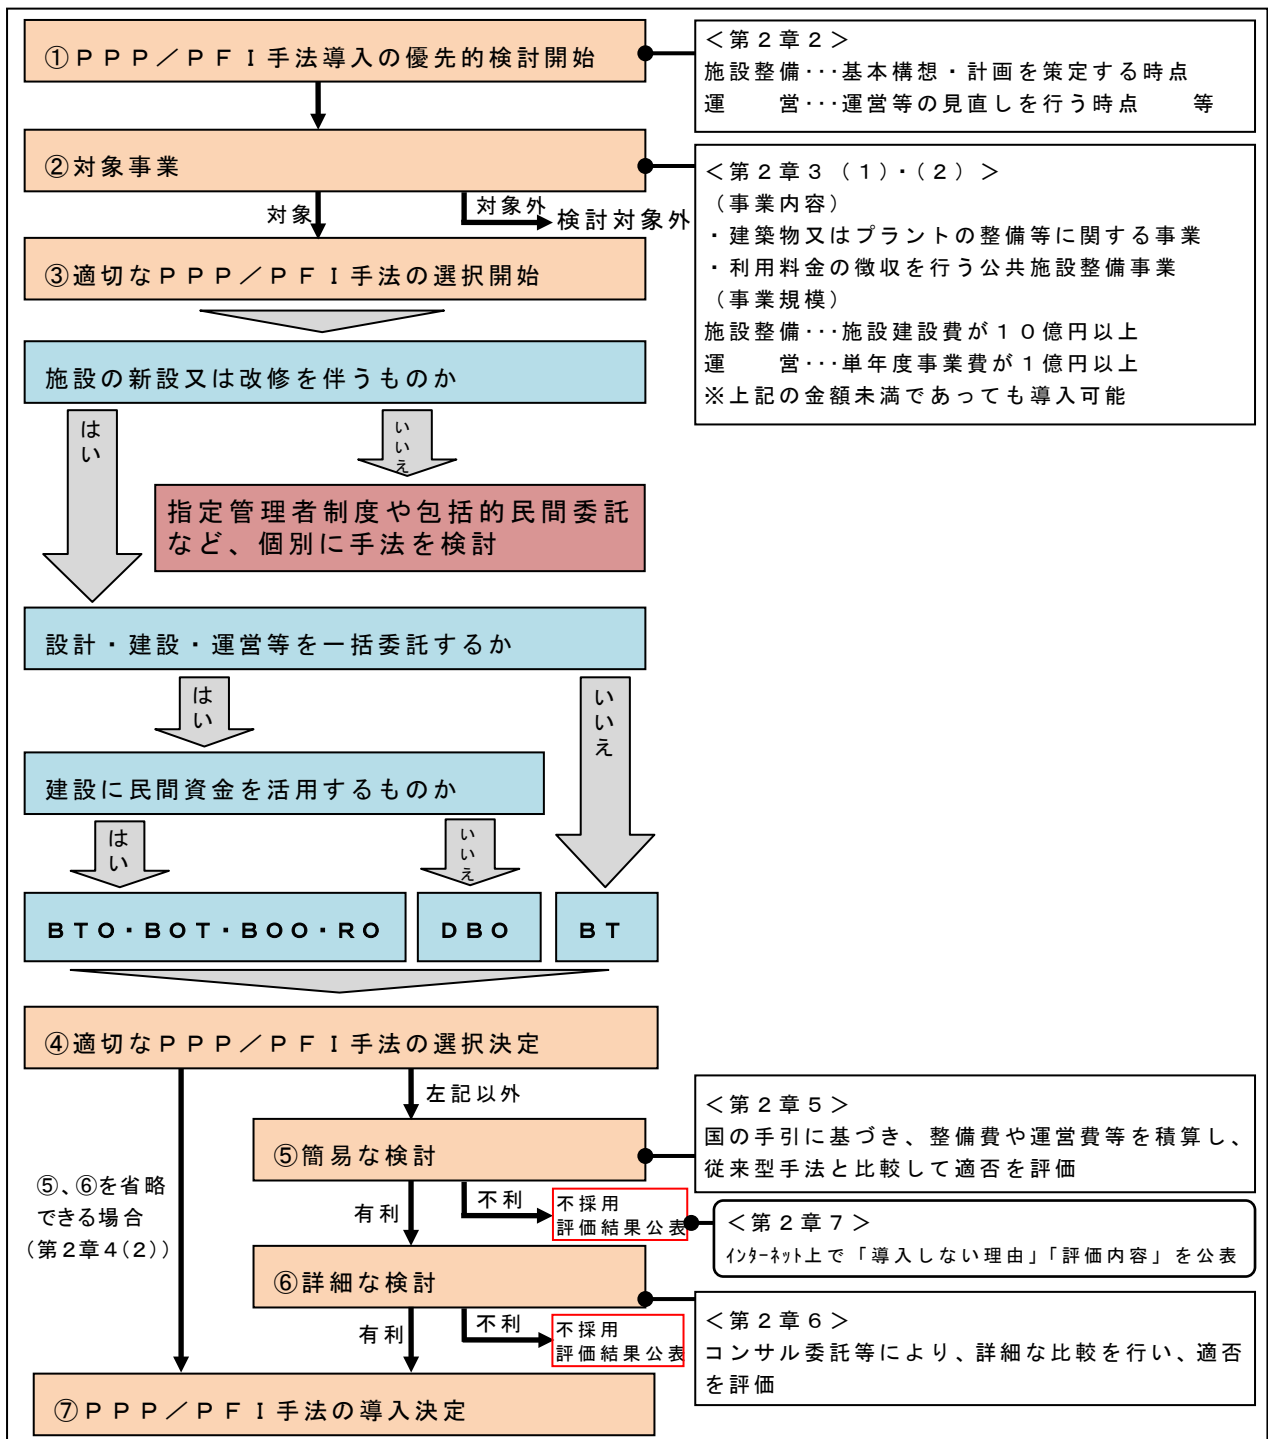 ①ＰＰＰ／ＰＦＩ手法導入の優先的検討開始
＜第２章２＞
施設整備･･･基本構想・計画を策定する時点
運　　営･･･運営等の見直しを行う時点　　等
②対象事業
対象
対象外
検討対象外
＜第２章３（１）・（２）＞
（事業内容）
・建築物又はプラントの整備等に関する事業
・利用料金の徴収を行う公共施設整備事業
（事業規模）
施設整備･･･施設建設費が１０億円以上
運　　営･･･単年度事業費が１億円以上
※上記の金額未満であっても導入可能
③適切なＰＰＰ／ＰＦＩ手法の選択開始
施設の新設又は改修を伴うものか
はい
いいえ
指定管理者制度や包括的民間委託
など、個別に手法を検討
設計・建設・運営等を一括委託するか
はい
いいえ
建設に民間資金を活用するものか
はい
いいえ
ＢＴＯ・ＢＯＴ・ＢＯＯ・ＲＯ
ＤＢＯ
ＢＴ
④適切なＰＰＰ／ＰＦＩ手法の選択決定
左記以外
⑤、⑥を省略
できる場合
（第２章４(２)）
⑤簡易な検討
＜第２章５＞
国の手引に基づき、整備費や運営費等を積算し、
従来型手法と比較して適否を評価
有利
不利
不採用
評価結果公表
＜第２章７＞
ｲﾝﾀｰﾈｯﾄ上で「導入しない理由」「評価内容」を公表
⑥詳細な検討
有利
不利
不採用
評価結果公表
＜第２章６＞
コンサル委託等により、詳細な比較を行い、適否
を評価
⑦ＰＰＰ／ＰＦＩ手法の導入決定